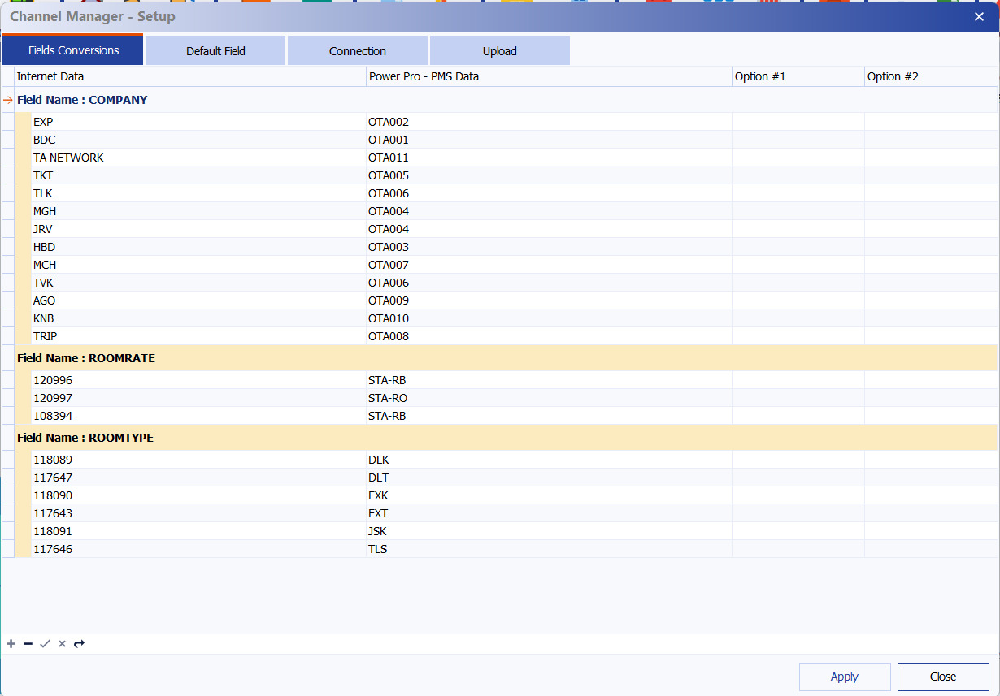 Channel Manager - Setup
Fields Conversions Default Field Connection Upload
Internet Data Power Pro - PMS Data Option #1 Option #2
Field Name : COMPANY
EXP OTA002
BDC OTA001
TA NETWORK OTA011
TKT OTA005
TLK OTA006
MGH OTA004
JRV OTA004
HBD OTA003
MCH OTA007
TVK OTA006
AGO OTA009
KNB OTA010
TRIP OTA008
Field Name : ROOMRATE
120996 STA-RB
120997 STA-RO
108394 STA-RB
Field Name : ROOMTYPE
118089 DLK
117647 DLT
118090 EXK
117643 EXT
118091 JSK
117646 TLS
Apply Close